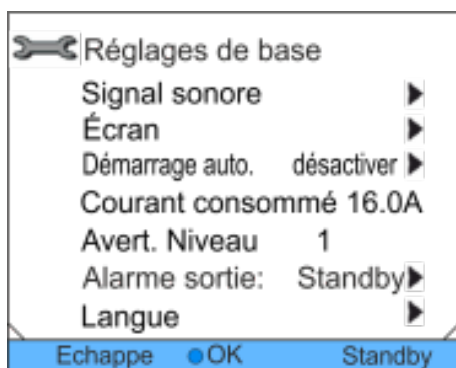 Réglages de base
Signal sonore
Écran
Démarrage auto. désactiver
Courant consommé 16.0A
Avert. Niveau 1
Alarme sortie: Standby
Langue
Echappe OK Standby